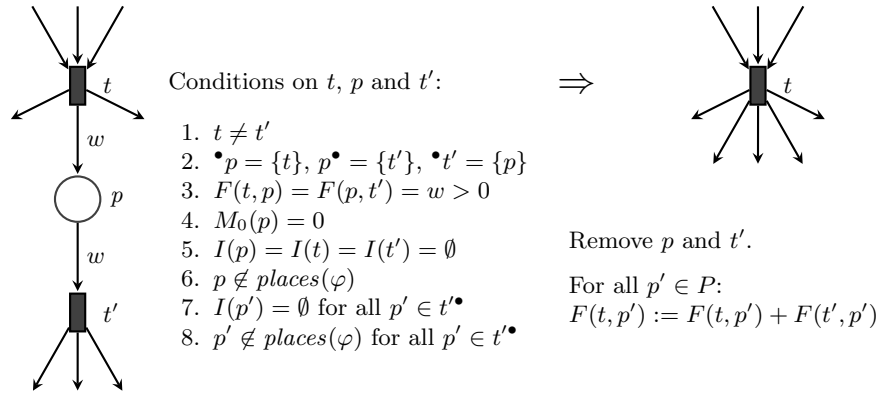 t
w
p
w
t′
Conditions on t, p and t′:
1. t ≠ t′
2. •p = {t}, p• = {t′}, •t′ = {p}
3. F(t, p) = F(p, t′) = w > 0
4. M₀(p) = 0
5. I(p) = I(t) = I(t′) = ∅
6. p ∉ places(φ)
7. I(p′) = ∅ for all p′ ∈ t′•
8. p′ ∉ places(φ) for all p′ ∈ t′•
⇒
t
Remove p and t′.
For all p′ ∈ P:
F(t, p′) := F(t, p′) + F(t′, p′)